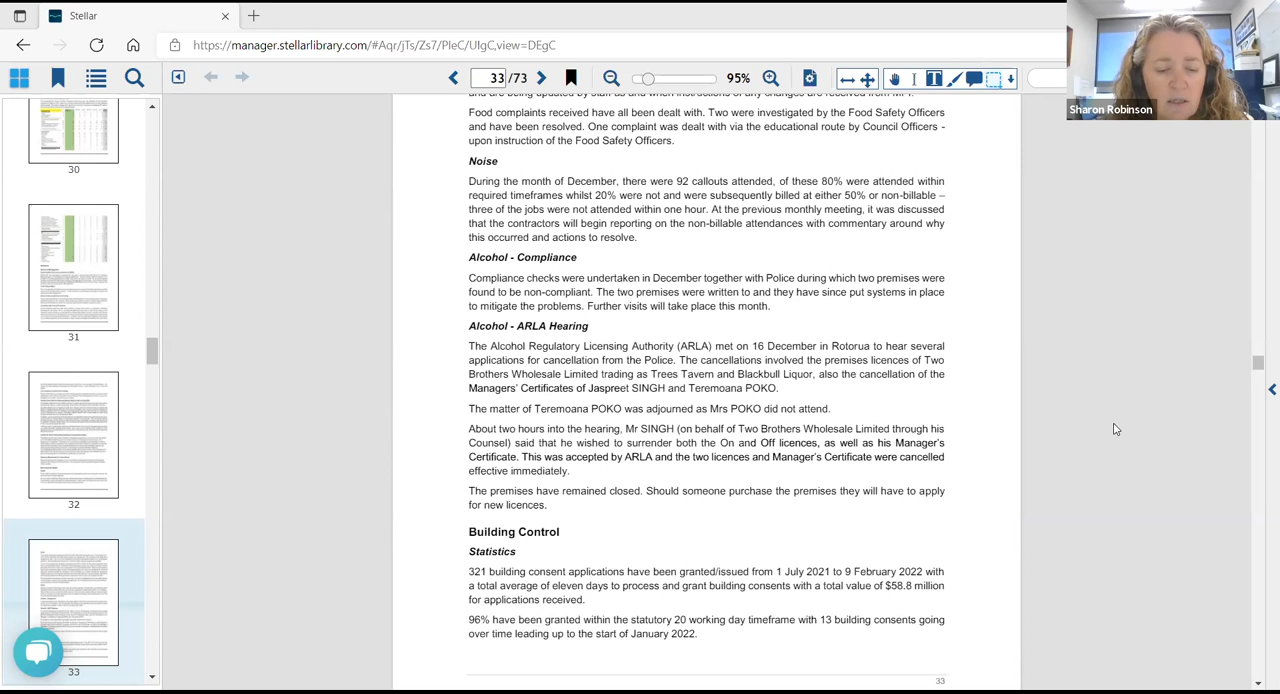 Stellar
https://manager.stellarlibrary.com/#Aqr/jTs/Zs7/PIeC/UfgC,view=DEgC
33 /73
95%
Sharon Robinson
30
31
32
33
Food complaints received have all been dealt with. Two were investigated by the Food Safety Officers
and have been resolved. One complaint was dealt with via the educational route by Council Officers -
upon instruction of the Food Safety Officers.
Noise
During the month of December, there were 92 callouts attended, of these 80% were attended within
required timeframes whilst 20% were not and were subsequently billed at either 50% or non-billable –
three of the jobs were not attended within one hour. At the previous monthly meeting, it was discussed
that the contractors will begin reporting on the non-billable attendances with commentary around why
this occurred and actions to resolve.
Alcohol - Compliance
Compliance checks were undertaken in December together with Police during which two premises were
found to be non-compliant. The two premises were written to and they have since put systems in place
to mitigate the problems. Further visits will take place this month.
Alcohol - ARLA Hearing
The Alcohol Regulatory Licensing Authority (ARLA) met on 16 December in Rotorua to hear several
applications for cancellation from the Police. The cancellations involved the premises licences of Two
Brothers Wholesale Limited trading as Trees Tavern and Blackbull Liquor, also the cancellation of the
Managers' Certificates of Jaspreet SINGH and Teremoana POKO.
The matter of Teremoana POKO was adjourned as Mrs POKO did not attend.
About two hours into the hearing, Mr SINGH (on behalf of Two Brothers Wholesale Limited through his
Counsel) said that he wished to surrender both the On and Off licences, as well as his Manager's
Certificate. This was accepted by ARLA and the two licences and Manager's Certificate were cancelled
effective immediately.
The premises have remained closed. Should someone purchase the premises they will have to apply
for new licences.
Building Control
Statistics
321 building consent applications have been granted/issued from 1 July 2021 to 9 February 2022 with
a total average of eleven days to process and grant building consents with a total value of $58.8 million
for applications received.
96% have been granted within the statutory 20 working day timeframe with 13 building consents going
over time leading up to the start of January 2022.
33